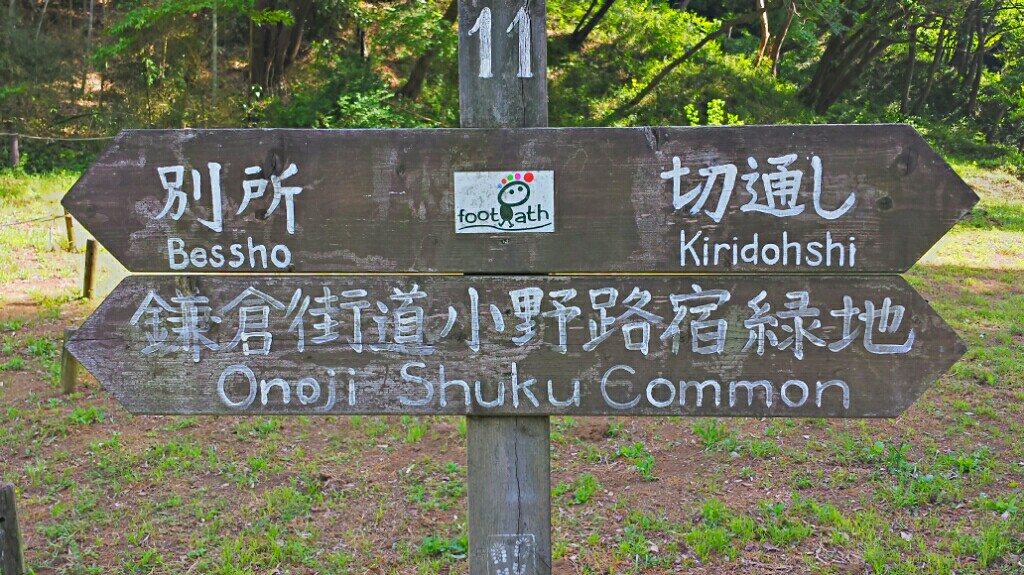 11
別所 footpath 切通し
Bessho Kiridohshi
鎌倉街道小野路宿緑地
Onoji Shuku Common